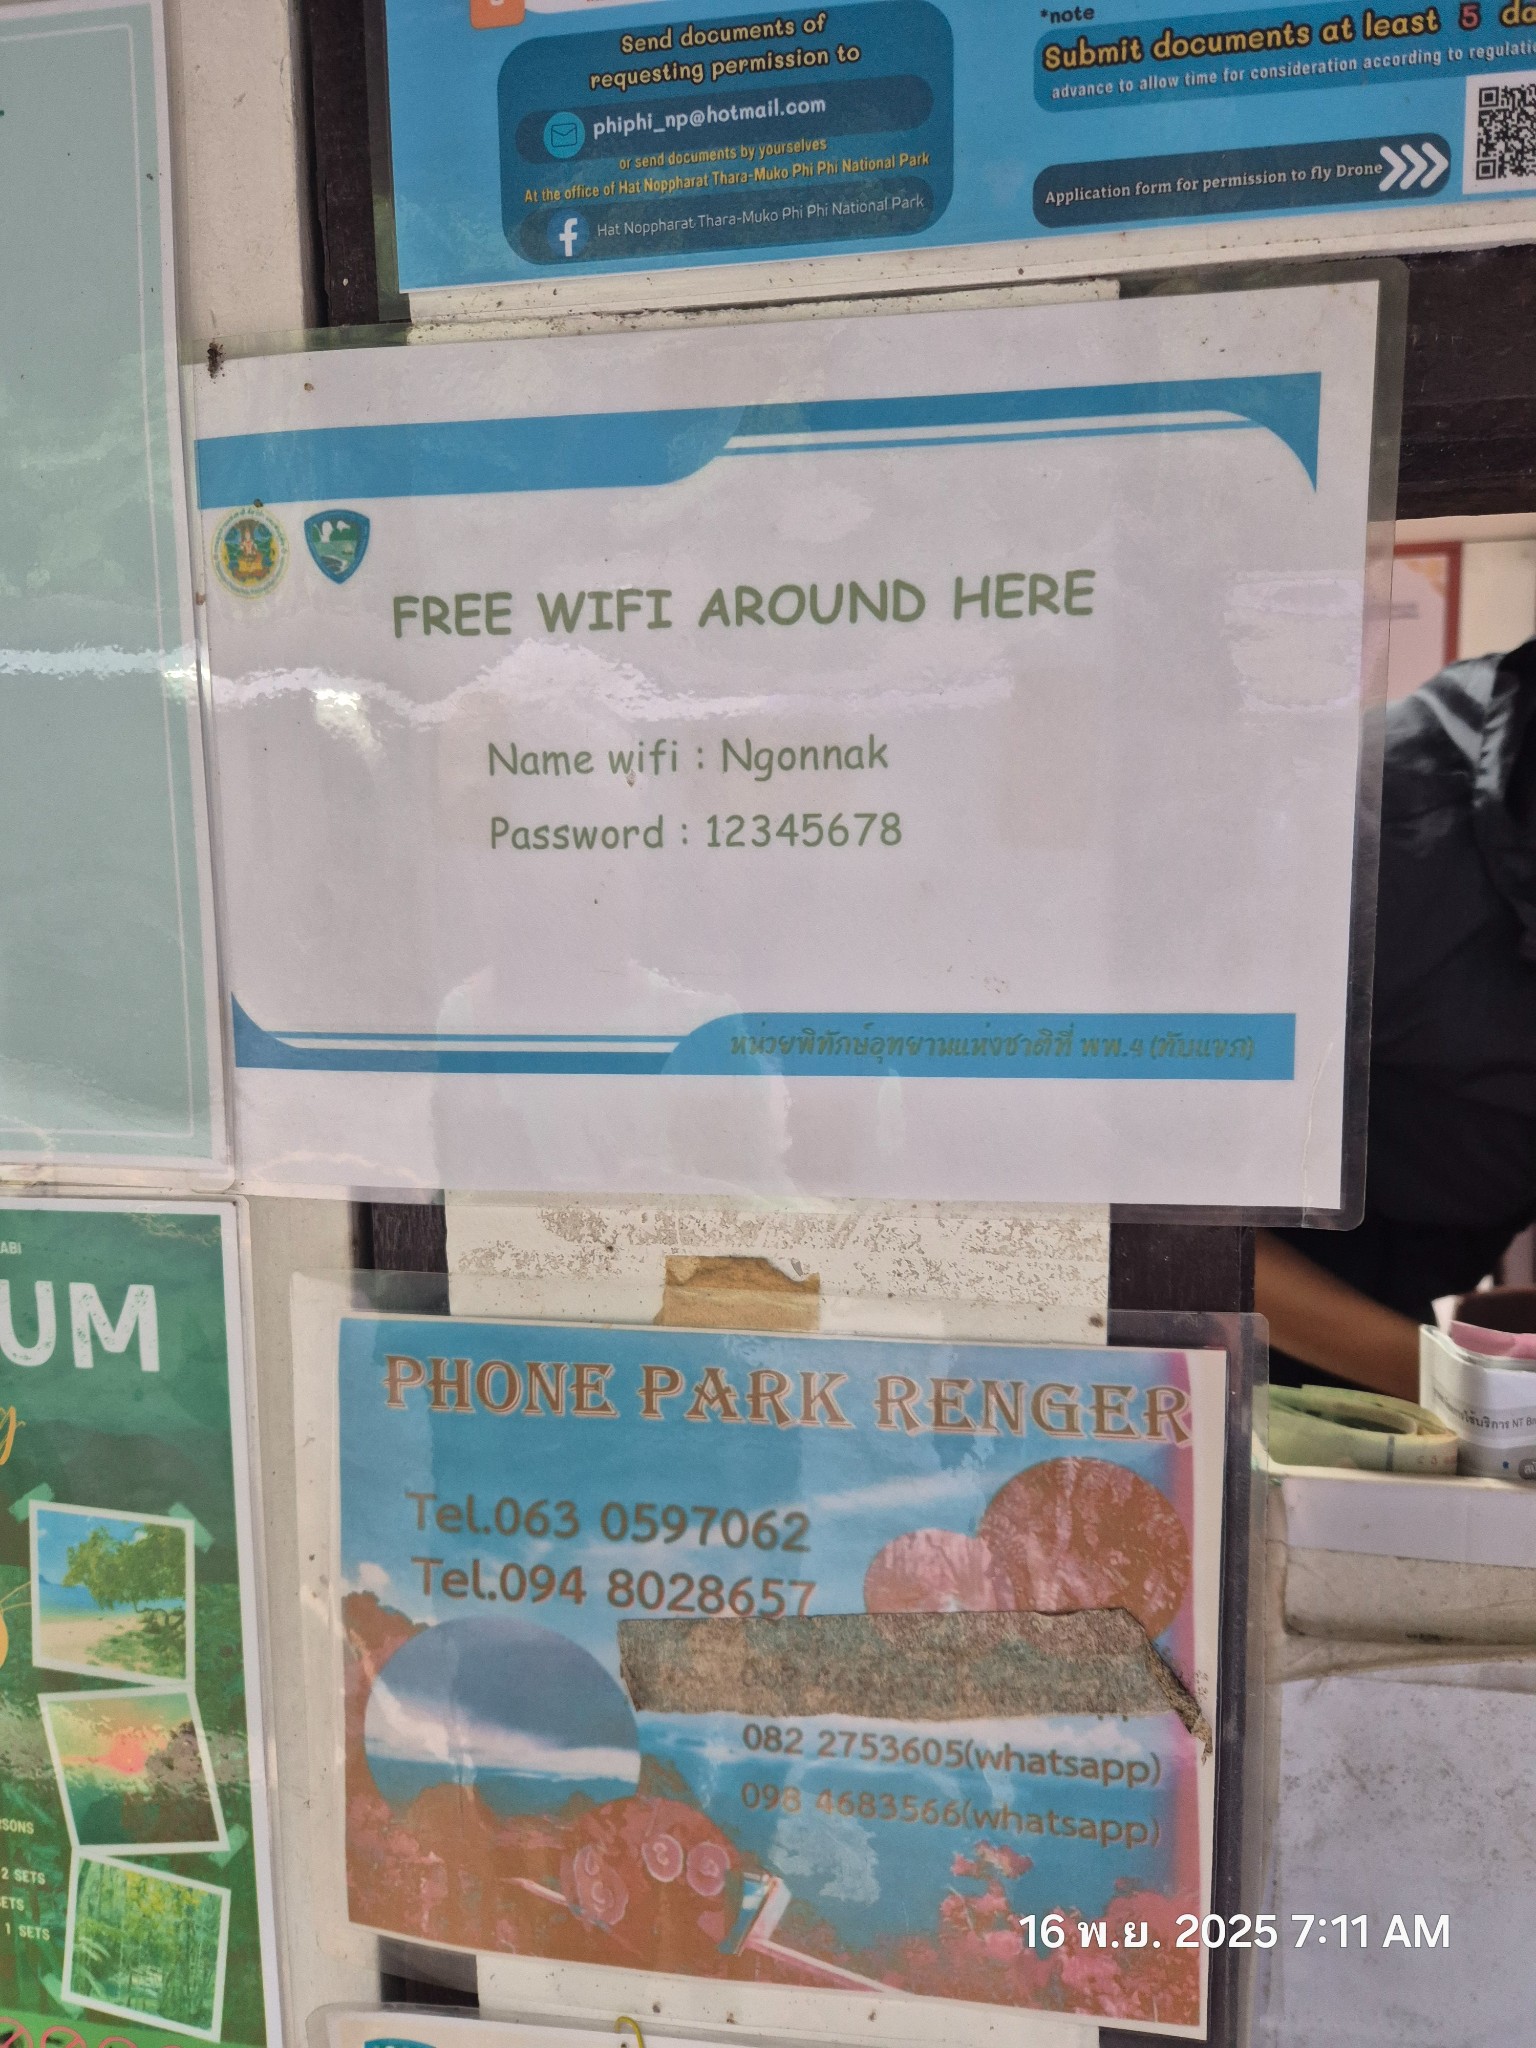 Send documents of
requesting permission to
phiphi_np@hotmail.com
or send documents by yourselves
At the office of Hat Noppharat Thara-Muko Phi Phi National Park
Hat Noppharat Thara-Muko Phi Phi National Park
*note
Submit documents at least 5
advance to allow time for consideration according to
Application form for permission to fly Drone
FREE WIFI AROUND HERE
Name wifi : Ngonnak
Password : 12345678
หน่วยพิทักษ์อุทยานแห่งชาติที่ พพ.4 (ทับแขก)
PHONE PARK RENGER
Tel.063 0597062
Tel.094 8028657
082 2753605(whatsapp)
098 4683566(whatsapp)
2 SETS
1 SETS
16 พ.ย. 2025 7:11 AM